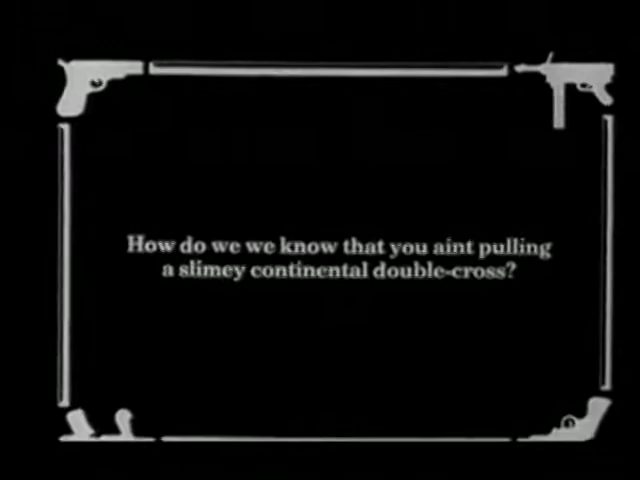 How do we we know that you aint pulling
a slimey continental double-cross?